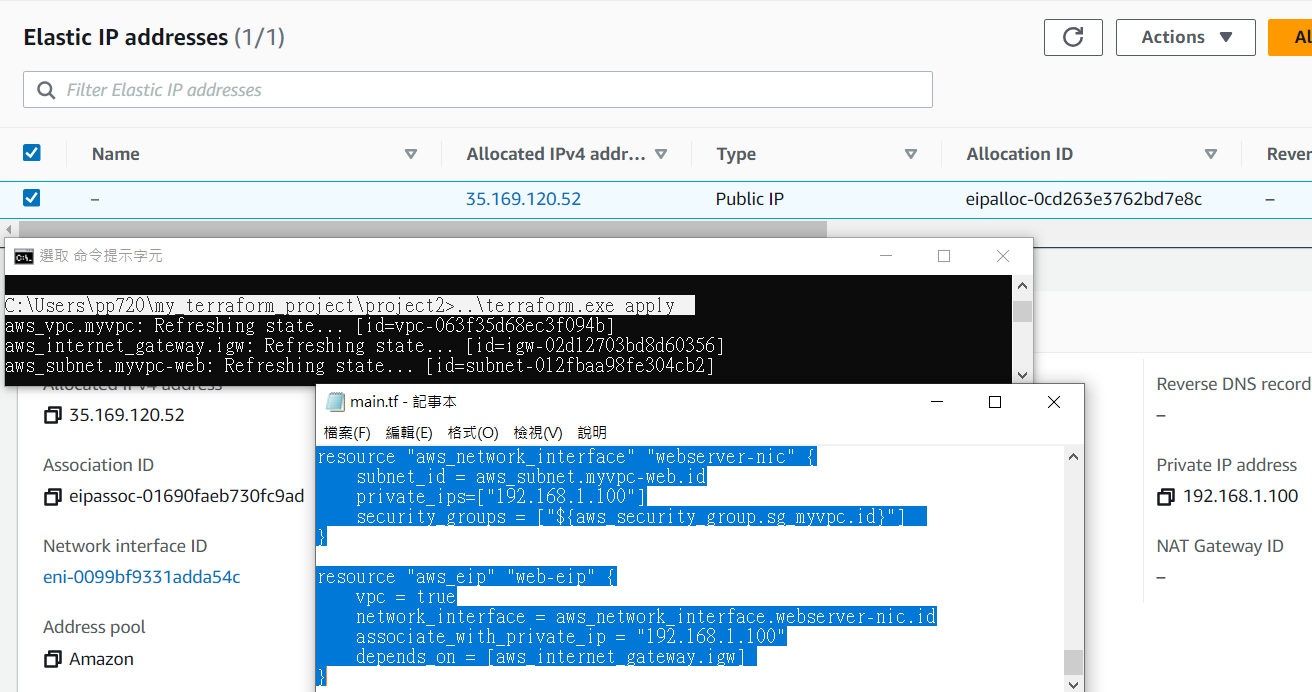 Elastic IP addresses (1/1)
Actions
Al
Filter Elastic IP addresses
Name
Allocated IPv4 addr...
Type
Allocation ID
Rever
–
35.169.120.52
Public IP
eipalloc-0cd263e3762bd7e8c
–
選取 命令提示字元
C:\Users\pp720\my_terraform_project\project2>..\terraform.exe apply
aws_vpc.myvpc: Refreshing state... [id=vpc-063f35d68ec3f094b]
aws_internet_gateway.igw: Refreshing state... [id=igw-02d12703bd8d60356]
aws_subnet.myvpc-web: Refreshing state... [id=subnet-012fbaa98fe304cb2]
Allocated IPv4 address
35.169.120.52
Association ID
eipassoc-01690faeb730fc9ad
Network interface ID
eni-0099bf9331adda54c
Address pool
Amazon
main.tf - 記事本
檔案(F) 編輯(E) 格式(O) 檢視(V) 說明
resource "aws_network_interface" "webserver-nic" {
subnet_id = aws_subnet.myvpc-web.id
private_ips=["192.168.1.100"]
security_groups = ["${aws_security_group.sg_myvpc.id}"]
}
resource "aws_eip" "web-eip" {
vpc = true
network_interface = aws_network_interface.webserver-nic.id
associate_with_private_ip = "192.168.1.100"
depends_on = [aws_internet_gateway.igw]
}
Reverse DNS record
–
Private IP address
192.168.1.100
NAT Gateway ID
–